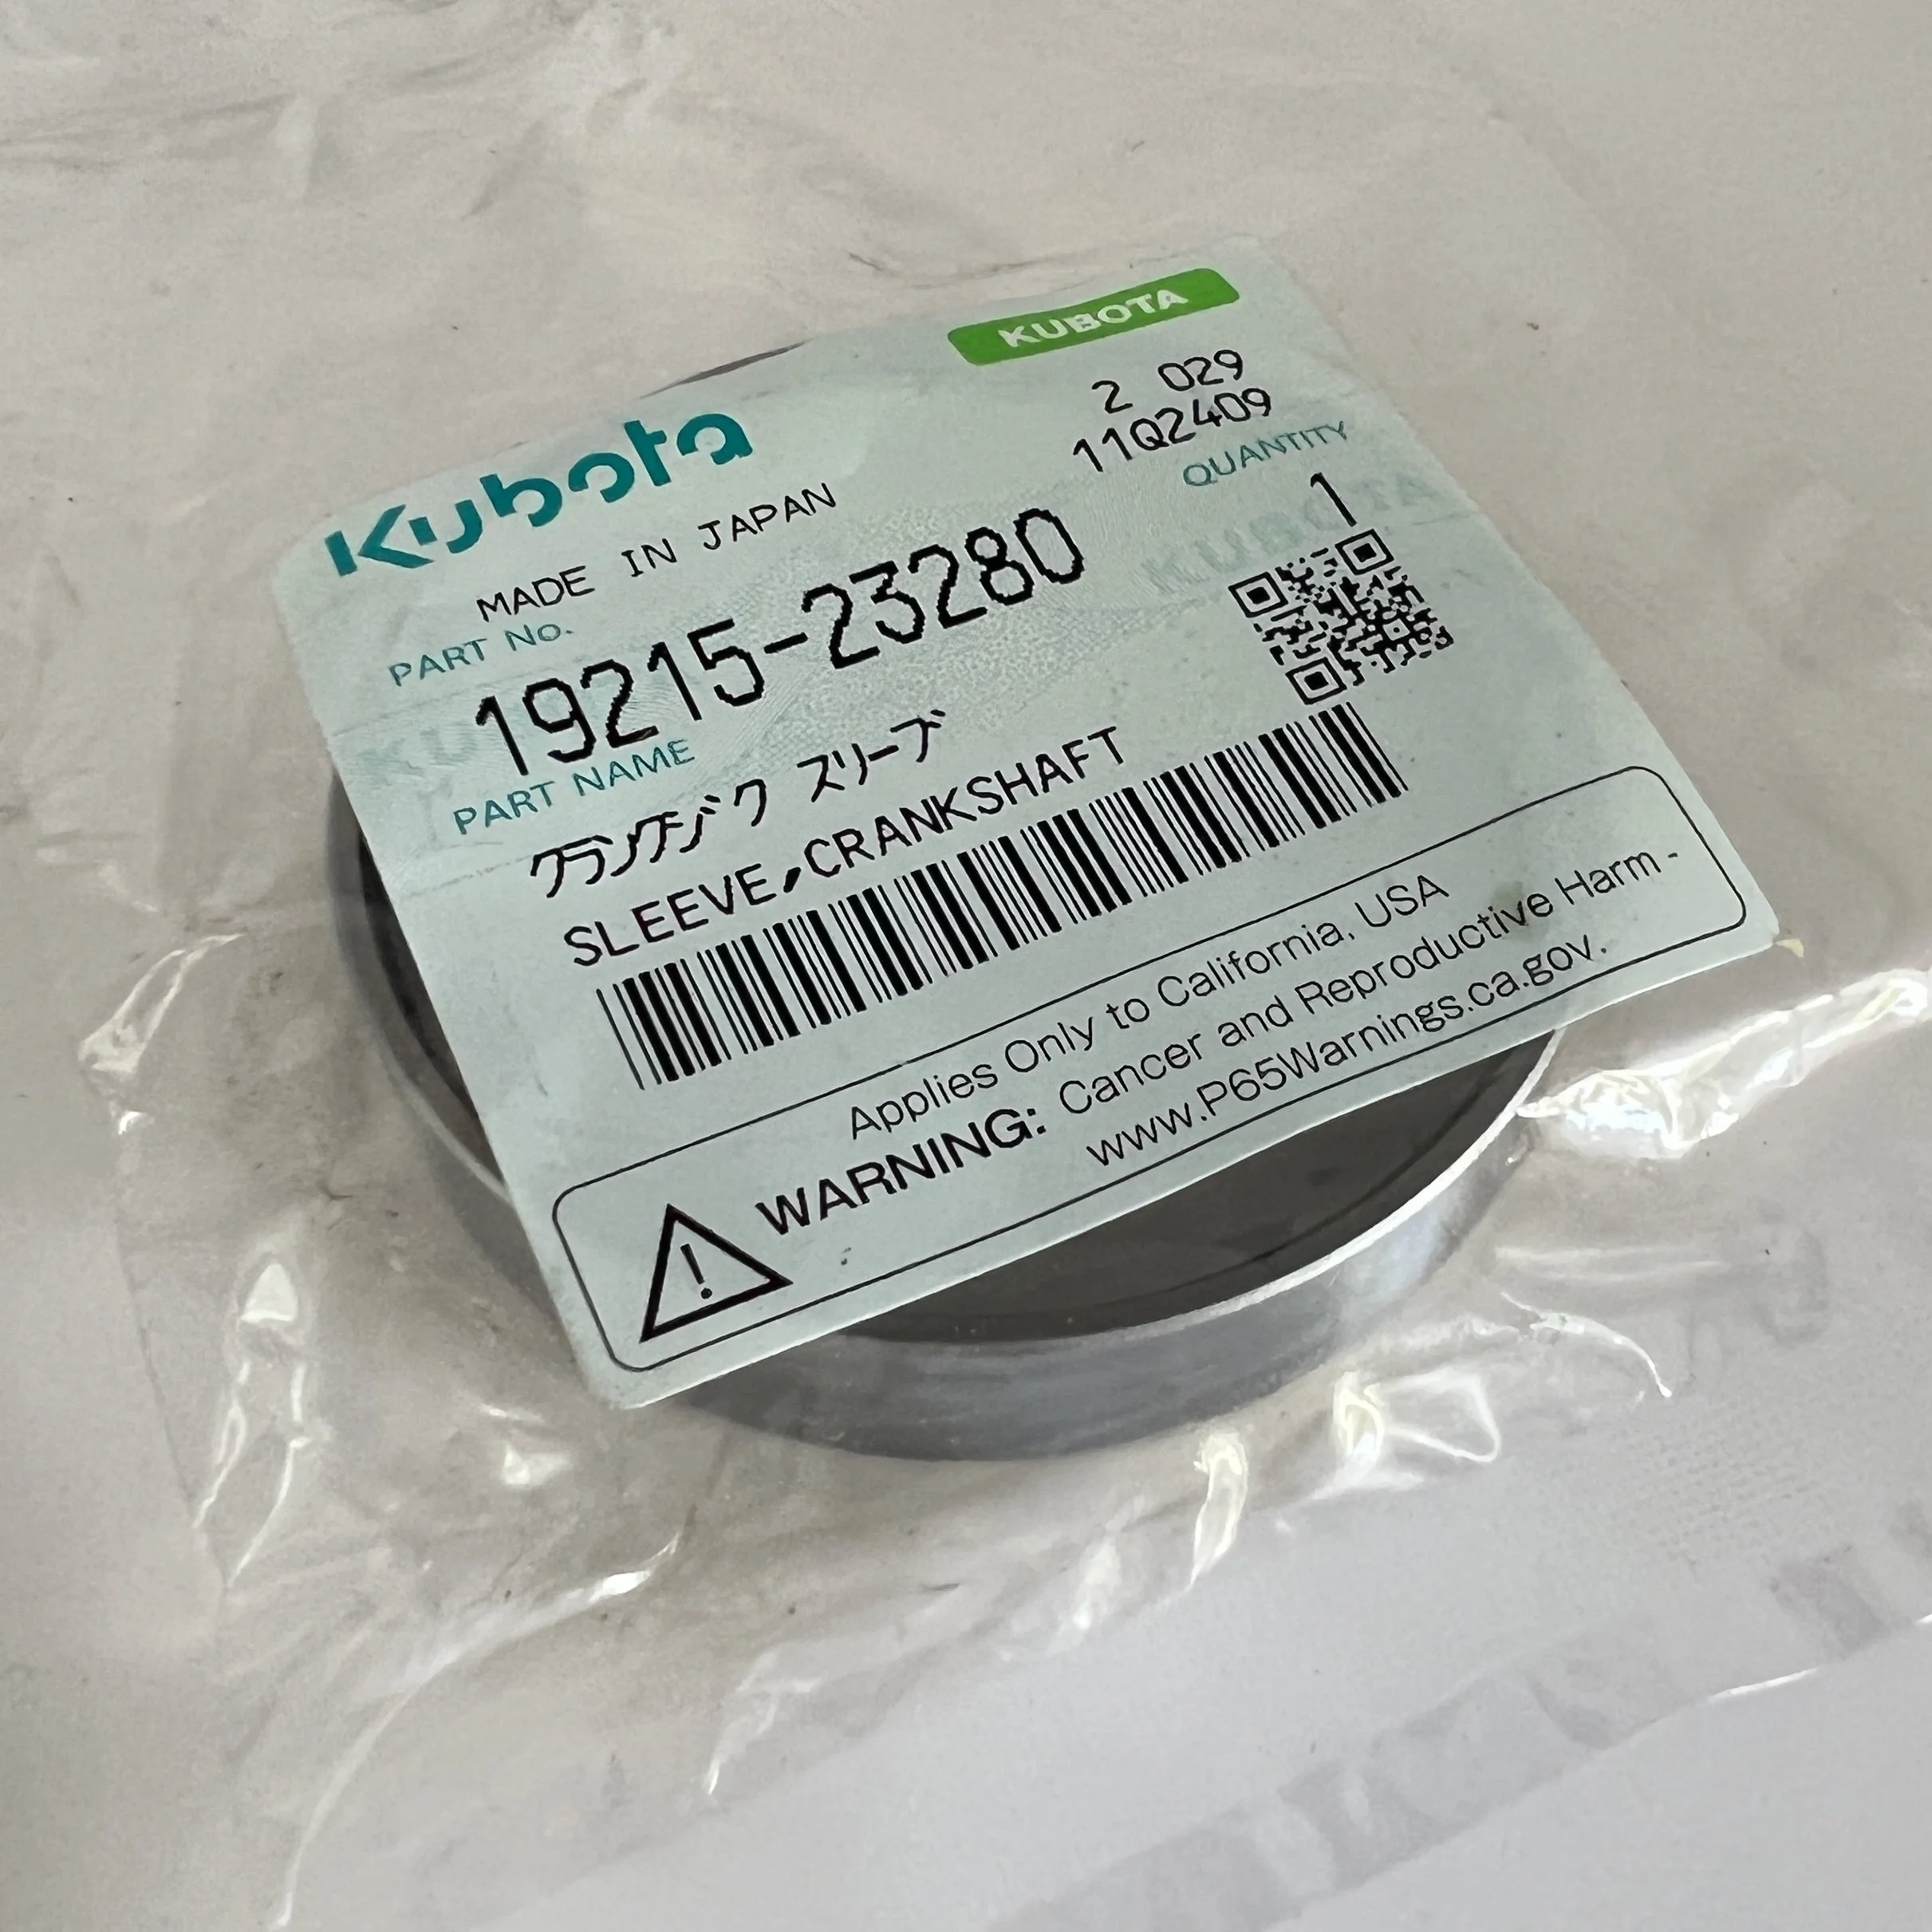 KUBOTA
Kubota
2 029
11Q2409
MADE IN JAPAN
QUANTITY
1
PART No.
19215-23280
PART NAME
クランクジク スリーブ
SLEEVE,CRANKSHAFT
Applies Only to California, USA
WARNING: Cancer and Reproductive Harm -
www.P65Warnings.ca.gov.